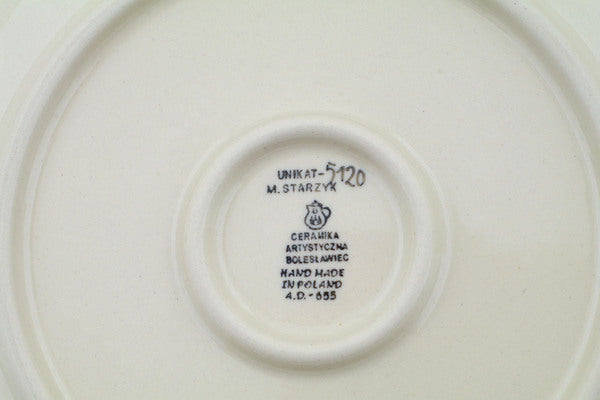 UNIKAT-5120
M. STARZYK
CERAMIKA
ARTYSTYCZNA
BOLESŁAWIEC
HAND MADE
IN POLAND
A.D.-655